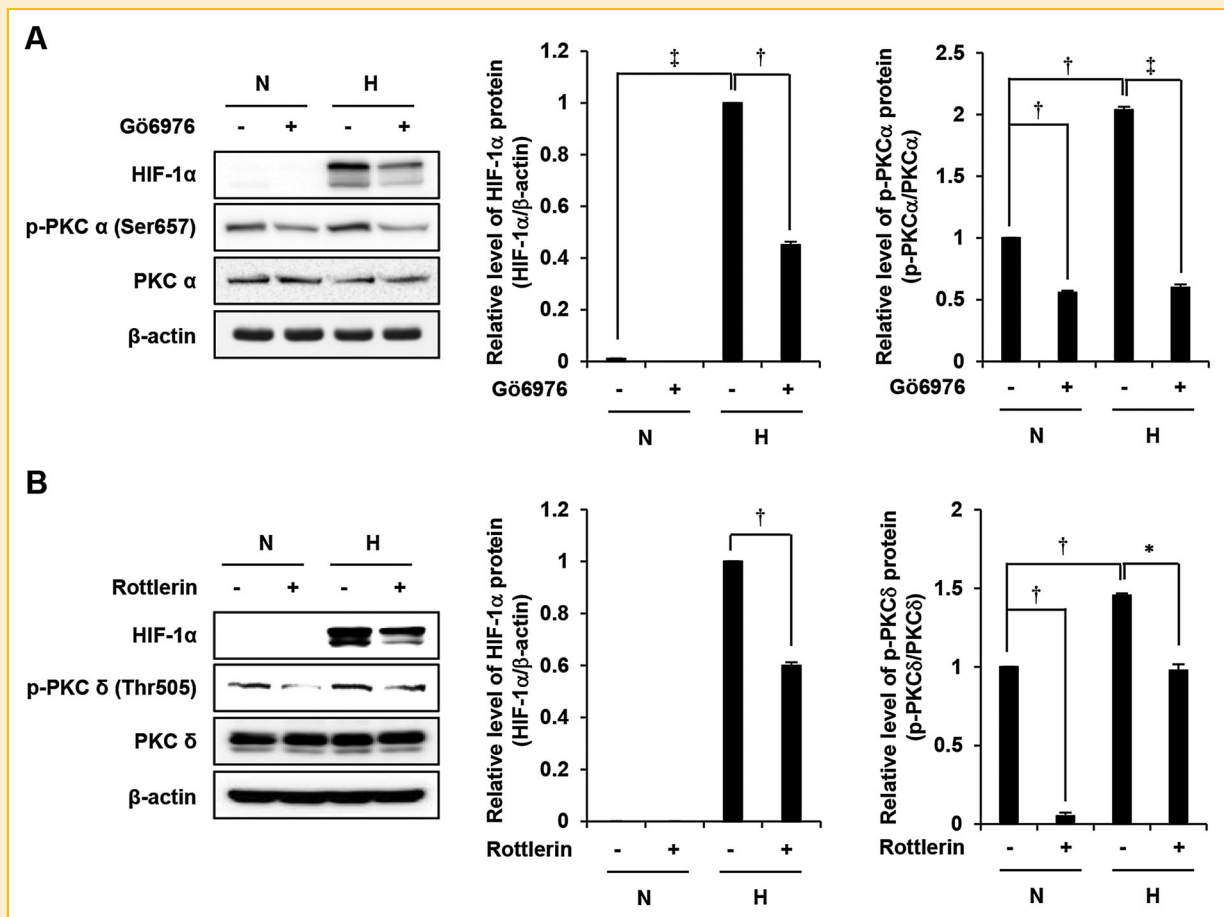 A
N H
Gö6976 - + - +
HIF-1α
p-PKC α (Ser657)
PKC α
β-actin
Relative level of HIF-1α protein
(HIF-1α/β-actin)
1.2
1
0.8
0.6
0.4
0.2
0
‡ †
Gö6976 - + - +
N H
Relative level of p-PKCα protein
(p-PKCα/PKCα)
2.5
2
1.5
1
0.5
0
† ‡
†
Gö6976 - + - +
N H
B
N H
Rottlerin - + - +
HIF-1α
p-PKC δ (Thr505)
PKC δ
β-actin
Relative level of HIF-1α protein
(HIF-1α/β-actin)
1.2
1
0.8
0.6
0.4
0.2
0
†
Rottlerin - + - +
N H
Relative level of p-PKCδ protein
(p-PKCδ/PKCδ)
2
1.5
1
0.5
0
† *
†
Rottlerin - + - +
N H